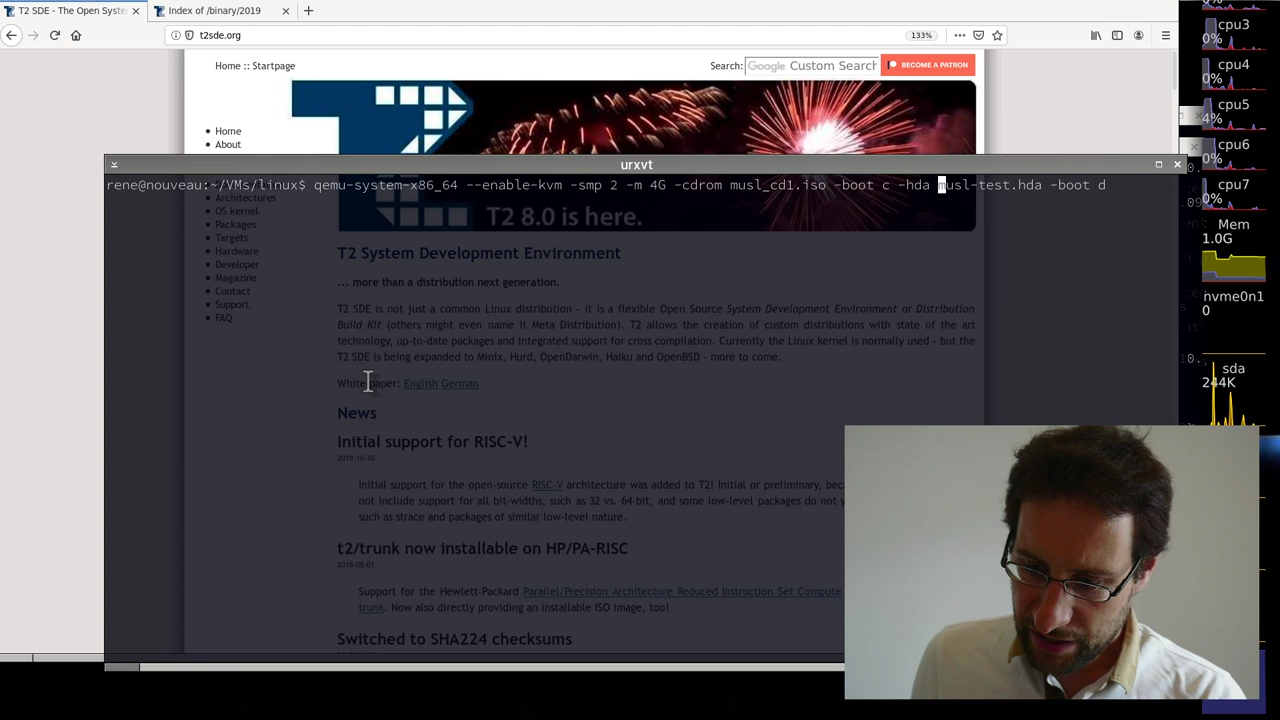 T2 SDE - The Open Syste
Index of /binary/2019
t2sde.org
133%
Home :: Startpage
Search:
Google Custom Search
BECOME A PATRON
Home
About
urxvt
rene@nouveau:~/VMs/linux$ qemu-system-x86_64 --enable-kvm -smp 2 -m 4G -cdrom musl_cd1.iso -boot c -hda musl-test.hda -boot d
Architectures
OS kernel
Packages
Targets
Hardware
Developer
Magazine
Contact
Support
FAQ
T2 8.0 is here.
T2 System Development Environment
... more than a distribution next generation.
T2 SDE is not just a common Linux distribution - it is a flexible Open Source System Development Environment or Distribution
Build Kit (others might even name it Meta Distribution). T2 allows the creation of custom distributions with state of the art
technology, up-to-date packages and integrated support for cross compilation. Currently the Linux kernel is normally used - but the
T2 SDE is being expanded to Minix, Hurd, OpenDarwin, Haiku and OpenBSD - more to come.
White paper: English German
News
Initial support for RISC-V!
2018-10-30
Initial support for the open-source RISC-V architecture was added to T2! Initial or preliminary, beca
not include support for all bit-widths, such as 32 vs. 64-bit, and some low-level packages do not y
such as strace and packages of similar low-level nature.
t2/trunk now installable on HP/PA-RISC
2018-08-01
Support for the Hewlett-Packard Parallel/Precision Architecture Reduced Instruction Set Compute
trunk. Now also directly providing an installable ISO image, too!
Switched to SHA224 checksums
cpu3
0%
cpu4
0%
cpu5
4%
cpu6
0%
cpu7
0%
Mem
1.0G
nvme0n1
0
sda
244K